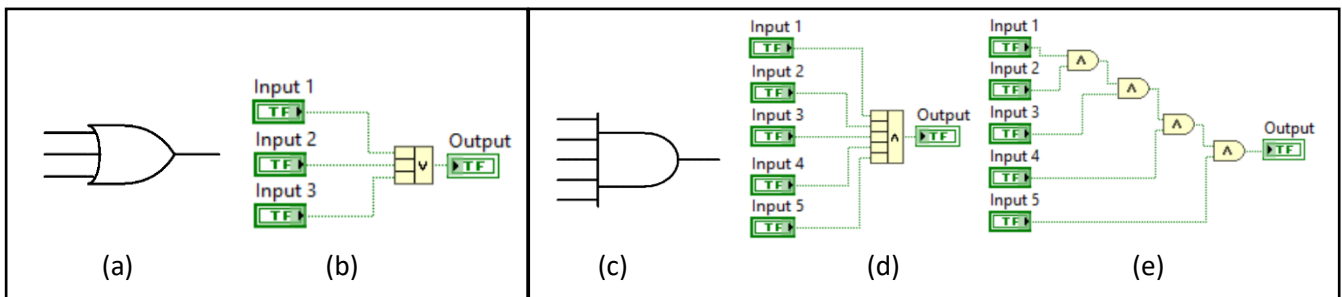 Input 1
TF
Input 2
TF
Input 3
TF
V
Output
TF
(a)
(b)
Input 1
TF
Input 2
TF
Input 3
TF
Input 4
TF
Input 5
TF
Λ
Output
TF
(c)
(d)
Input 1
TF
Input 2
TF
Input 3
TF
Input 4
TF
Input 5
TF
Λ
Λ
Λ
Λ
Output
TF
(e)